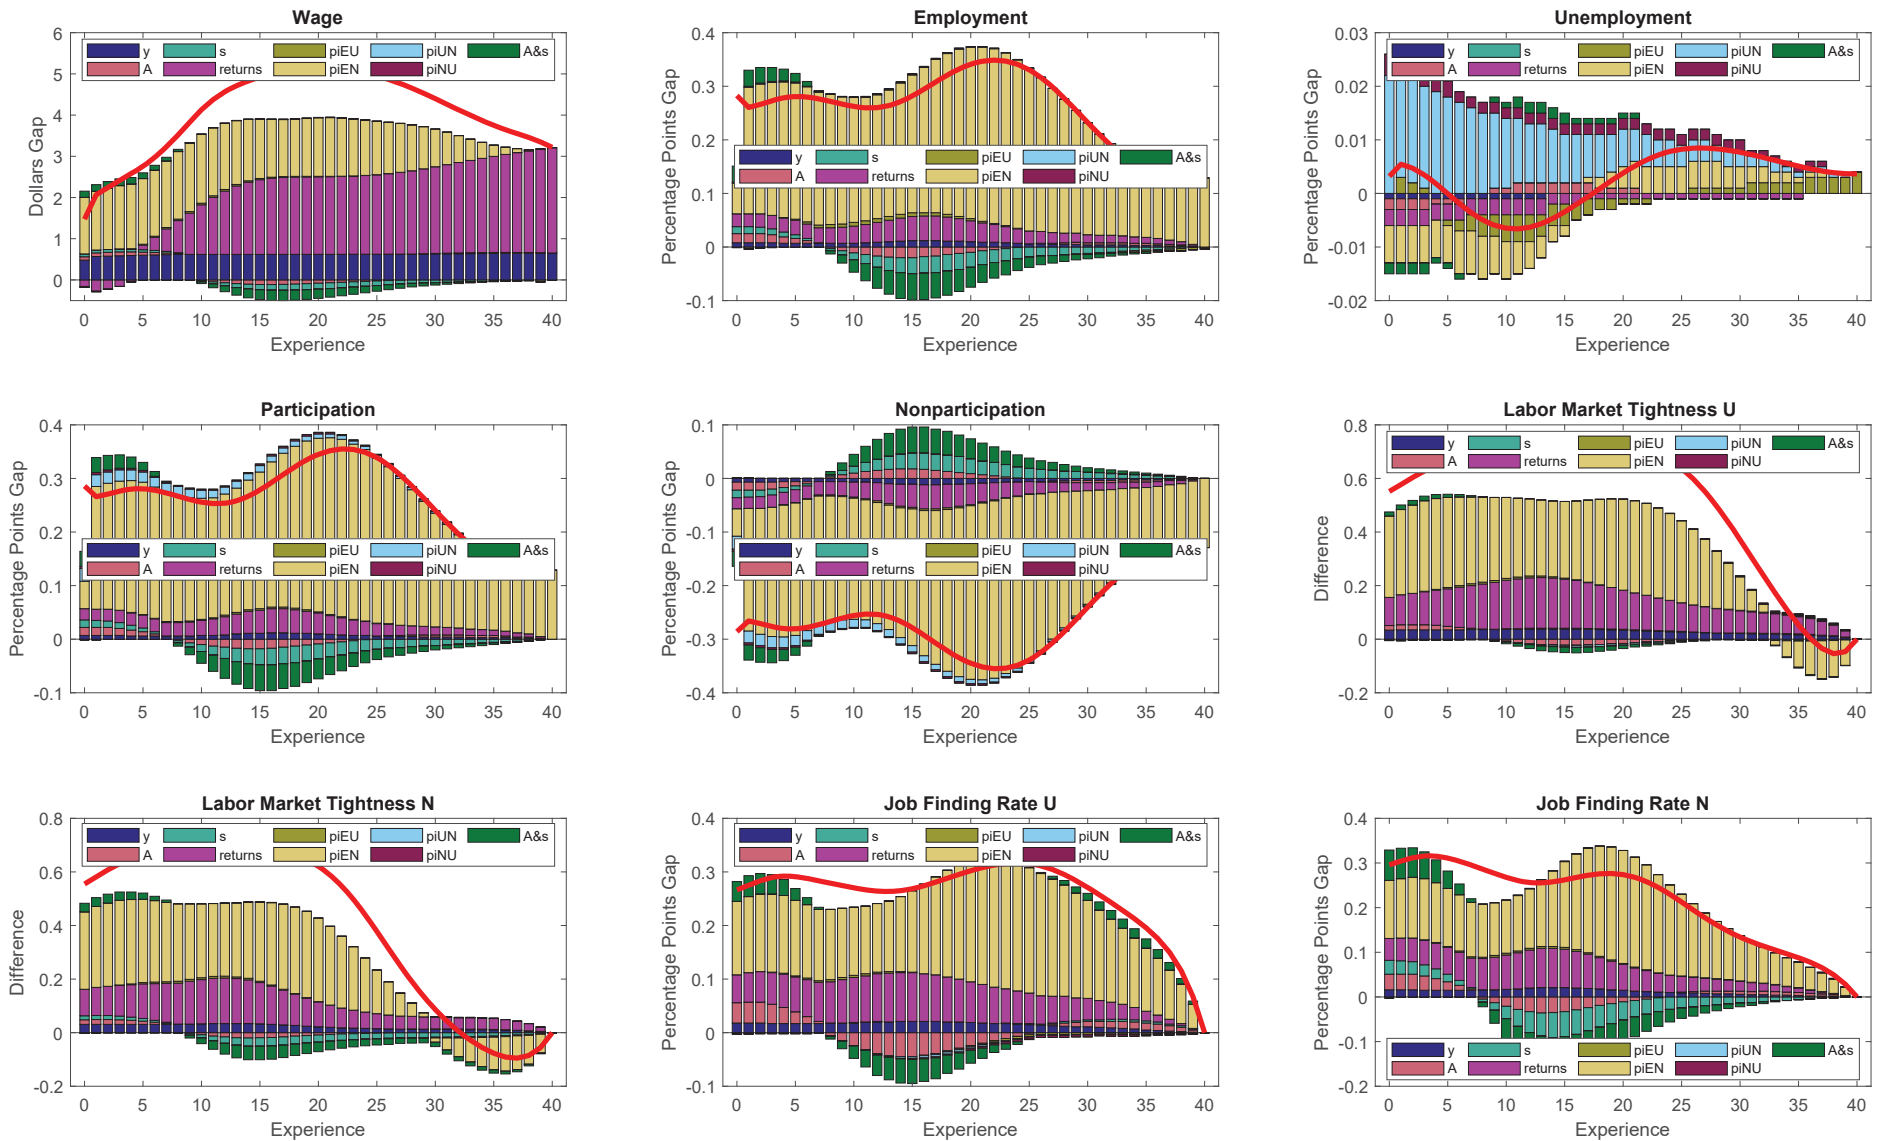 Wage
Dollars Gap
6
5
4
3
2
1
0
y s piEU piUN A&s
A returns piEN piNU
0 5 10 15 20 25 30 35 40
Experience
Employment
Percentage Points Gap
0.4
0.3
0.2
0.1
0
-0.1
y s piEU piUN A&s
A returns piEN piNU
0 5 10 15 20 25 30 35 40
Experience
Unemployment
Percentage Points Gap
0.03
0.02
0.01
0
-0.01
-0.02
y s piEU piUN A&s
A returns piEN piNU
0 5 10 15 20 25 30 35 40
Experience
Participation
Percentage Points Gap
0.4
0.3
0.2
0.1
0
-0.1
y s piEU piUN A&s
A returns piEN piNU
0 5 10 15 20 25 30 35 40
Experience
Nonparticipation
Percentage Points Gap
0.1
0
-0.1
-0.2
-0.3
-0.4
y s piEU piUN A&s
A returns piEN piNU
0 5 10 15 20 25 30 35 40
Experience
Labor Market Tightness U
Difference
0.8
0.6
0.4
0.2
0
-0.2
y s piEU piUN A&s
A returns piEN piNU
0 5 10 15 20 25 30 35 40
Experience
Labor Market Tightness N
Difference
0.8
0.6
0.4
0.2
0
-0.2
y s piEU piUN A&s
A returns piEN piNU
0 5 10 15 20 25 30 35 40
Experience
Job Finding Rate U
Percentage Points Gap
0.4
0.3
0.2
0.1
0
-0.1
y s piEU piUN A&s
A returns piEN piNU
0 5 10 15 20 25 30 35 40
Experience
Job Finding Rate N
Percentage Points Gap
0.4
0.3
0.2
0.1
0
-0.1
-0.2
y s piEU piUN A&s
A returns piEN piNU
0 5 10 15 20 25 30 35 40
Experience